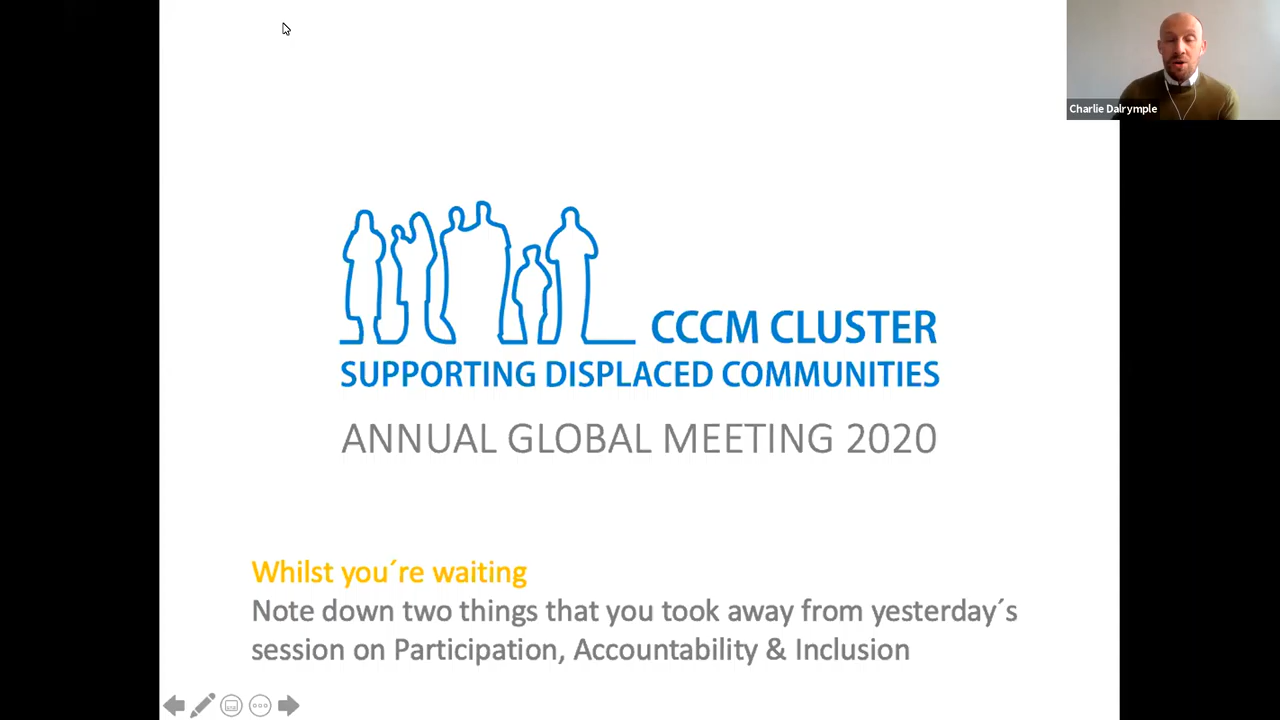 Charlie Dalrymple
CCCM CLUSTER
SUPPORTING DISPLACED COMMUNITIES
ANNUAL GLOBAL MEETING 2020
Whilst you´re waiting
Note down two things that you took away from yesterday´s
session on Participation, Accountability & Inclusion